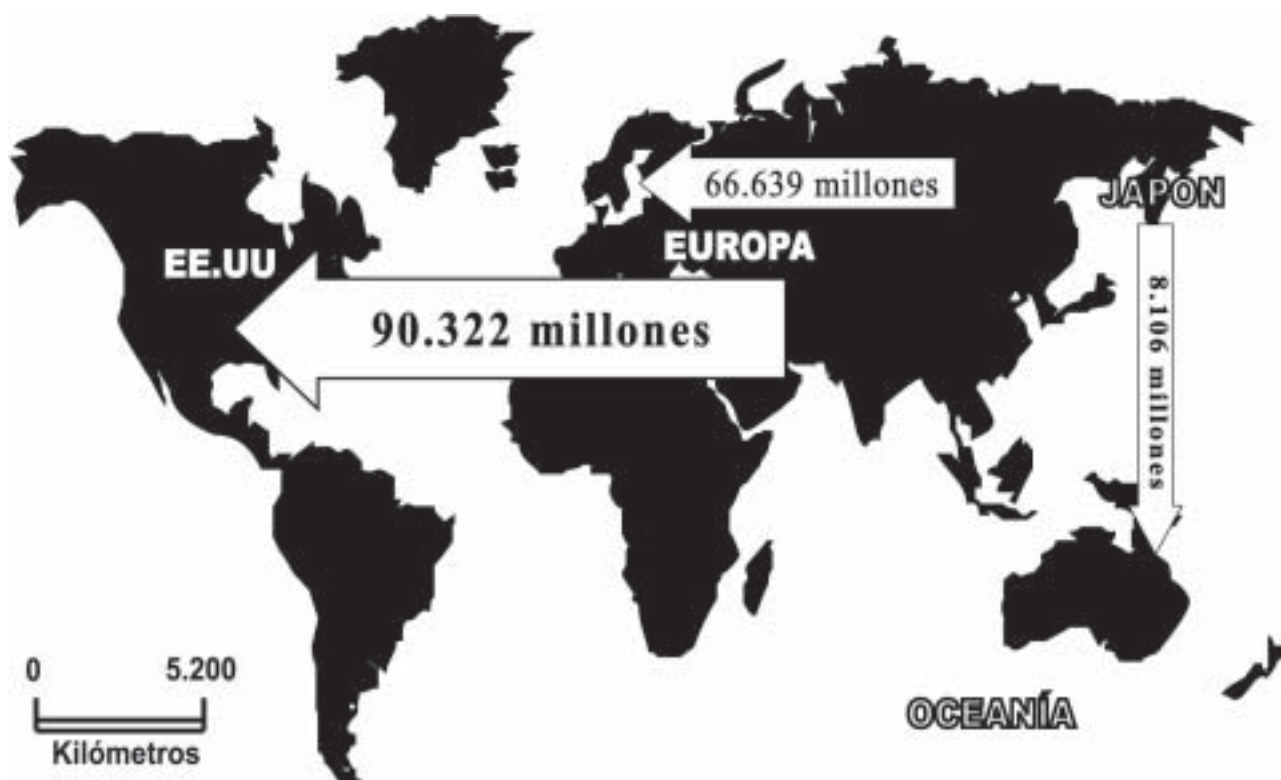 66.639 millones
JAPÓN
EUROPA
EE.UU
90.322 millones
8.106 millones
0 5.200
Kilómetros
OCEANÍA